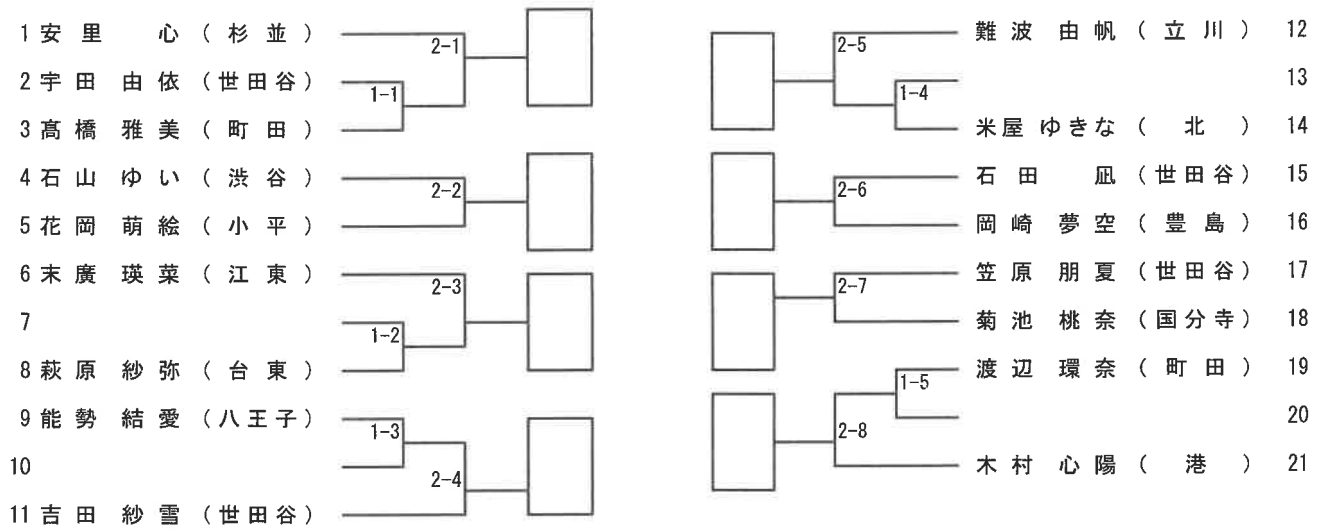 1 安里 心 (杉並)
2-1
2 宇田 由依 (世田谷)
1-1
3 髙橋 雅美 (町田)
4 石山 ゆい (渋谷)
2-2
5 花岡 萌絵 (小平)
6 末廣 瑛菜 (江東)
2-3
7
1-2
8 萩原 紗弥 (台東)
9 能勢 結愛 (八王子)
1-3
10
2-4
11 吉田 紗雪 (世田谷)
難波 由帆 (立川) 12
2-5
13
1-4
米屋 ゆきな (北) 14
石田 凪 (世田谷) 15
2-6
岡崎 夢空 (豊島) 16
笠原 朋夏 (世田谷) 17
2-7
菊池 桃奈 (国分寺) 18
渡辺 環奈 (町田) 19
1-5
20
2-8
木村 心陽 (港) 21